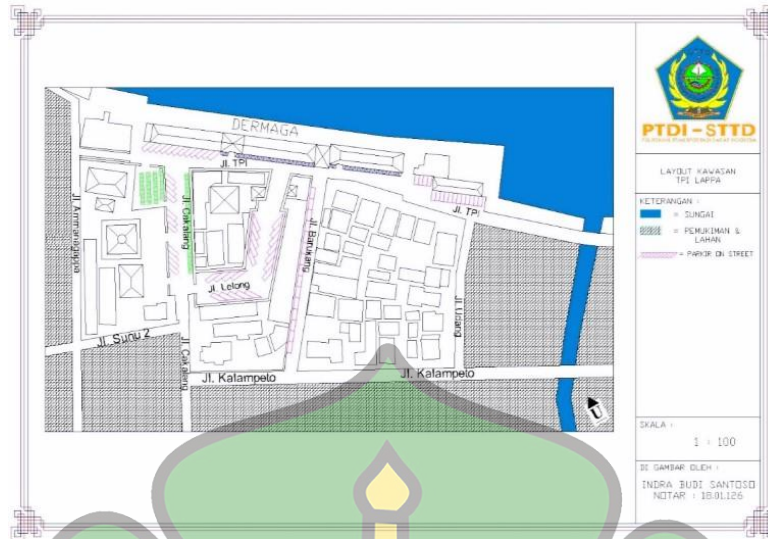 DERMAGA
Jl. TPI
Jl. TPI
Jl. Ammanagappa
Jl. Cakalang
Jl. Barukang
Jl. Lelong
Jl. Udang
Jl. Sunu 2
Jl. Cakalang
Jl. Katampelo
Jl. Katampelo
U
PTDI - STTD
LAYOUT KAWASAN
TPI LAPPA
KETERANGAN :
= SUNGAI
= PEMUKIMAN &
LAHAN
= PARKIR ON STREET
SKALA :
1 : 100
DI GAMBAR OLEH :
INDRA BUDI SANTOSO
NOTAR : 18.01.126